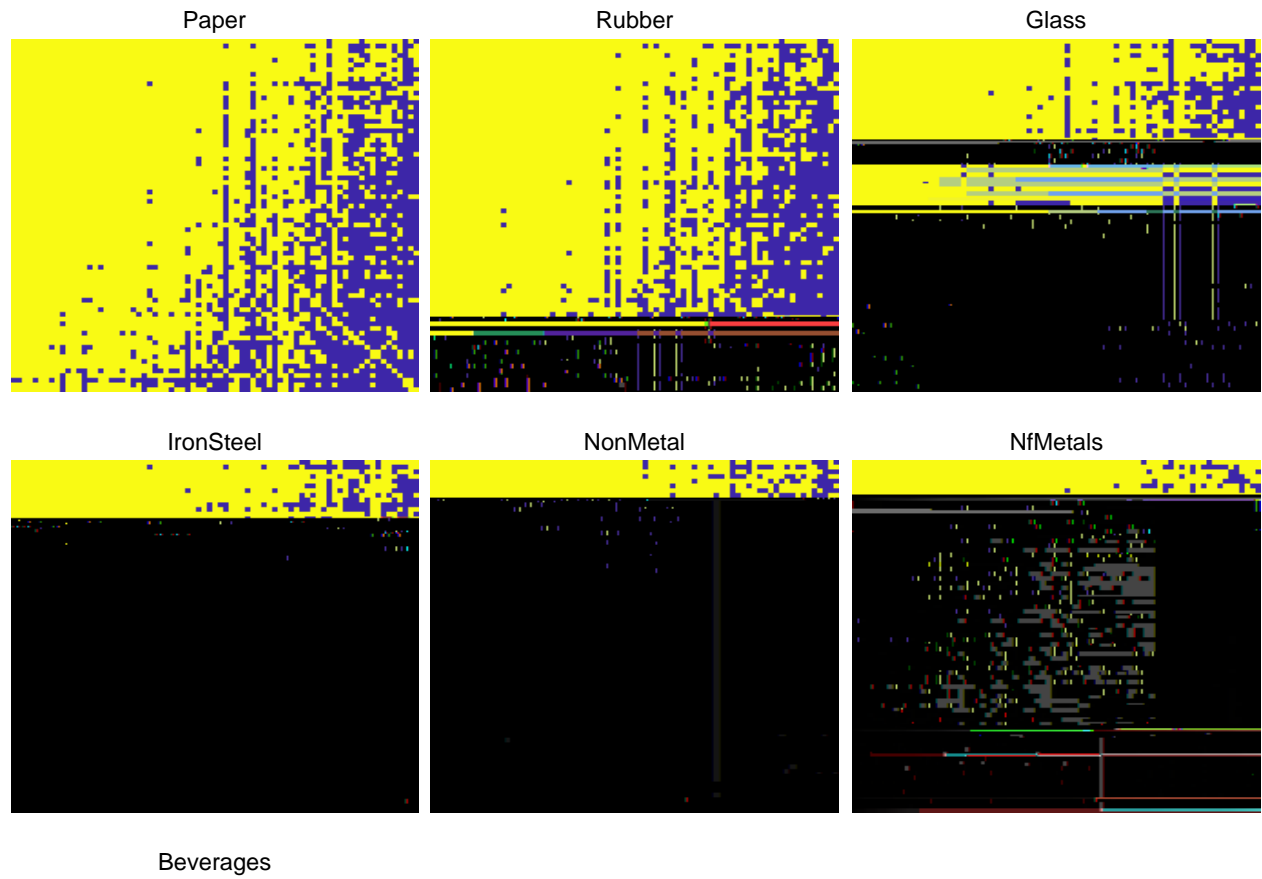 Paper
Rubber
Glass
IronSteel
NonMetal
NfMetals
Beverages